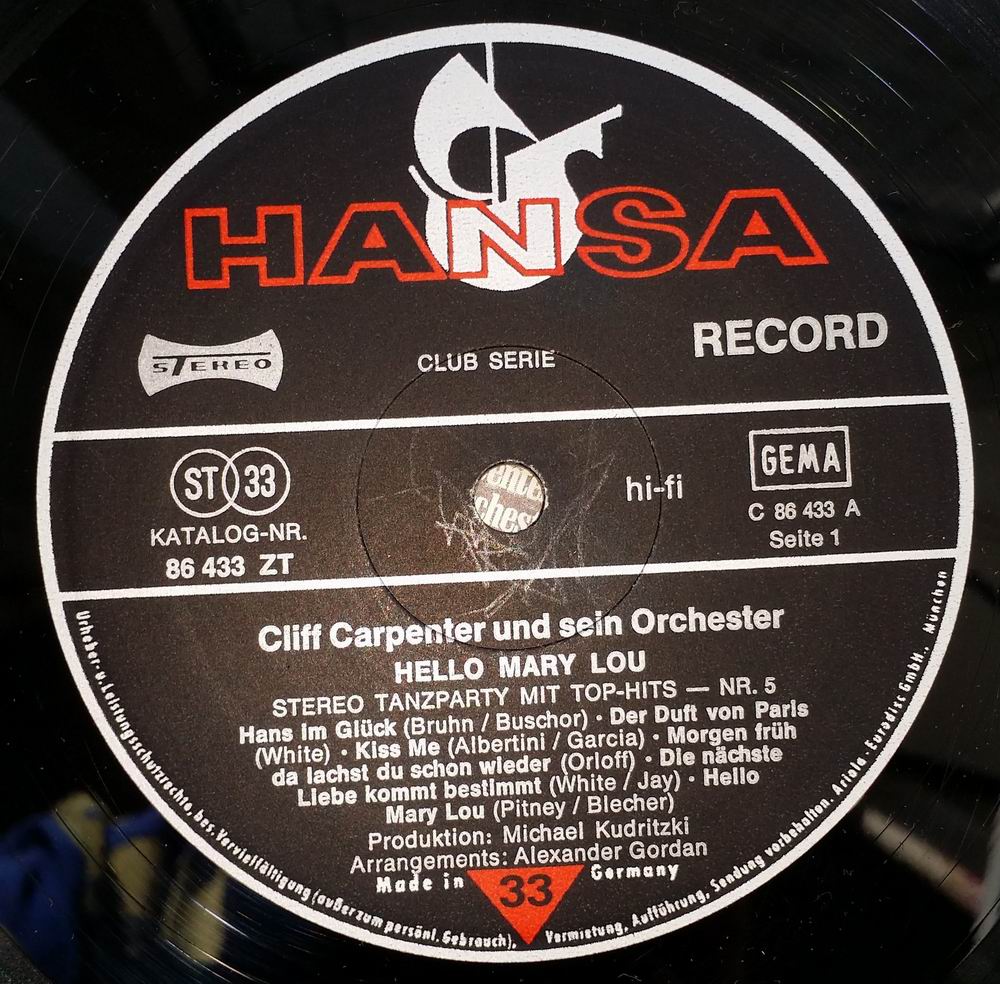 HANSA
RECORD
STEREO
CLUB SERIE
ST 33
KATALOG-NR.
86 433 ZT
hi-fi
GEMA
C 86 433 A
Seite 1
Cliff Carpenter und sein Orchester
HELLO MARY LOU
STEREO TANZPARTY MIT TOP-HITS — NR. 5
Hans im Glück (Bruhn / Buschor) · Der Duft von Paris
(White) · Kiss Me (Albertini / Garcia) · Morgen früh
da lachst du schon wieder (Orloff) · Die nächste
Liebe kommt bestimmt (White / Jay) · Hello
Mary Lou (Pitney / Blecher)
Produktion: Michael Kudritzki
Arrangements: Alexander Gordan
Made in Germany
33
Urheber- u. Leistungsschutzrechte, bes. Vervielfältigung (außer zum persönl. Gebrauch), Vermietung, Aufführung, Sendung vorbehalten. Ariola-Eurodisc GmbH., München